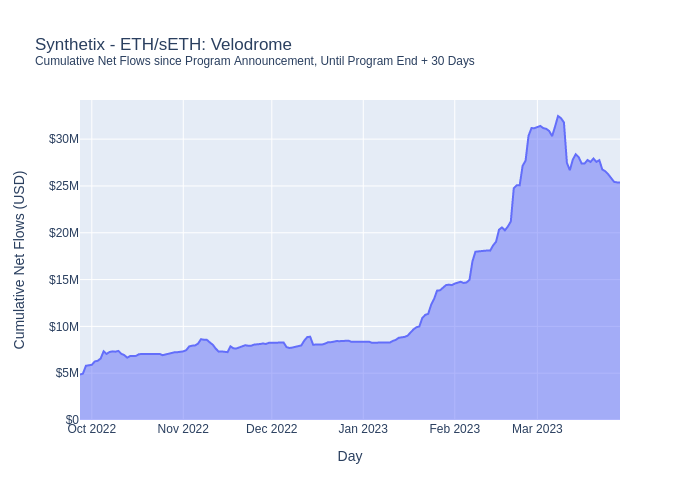 Synthetix - ETH/sETH: Velodrome
Cumulative Net Flows since Program Announcement, Until Program End + 30 Days
Cumulative Net Flows (USD)
$30M
$25M
$20M
$15M
$10M
$5M
$0
Oct 2022 Nov 2022 Dec 2022 Jan 2023 Feb 2023 Mar 2023
Day